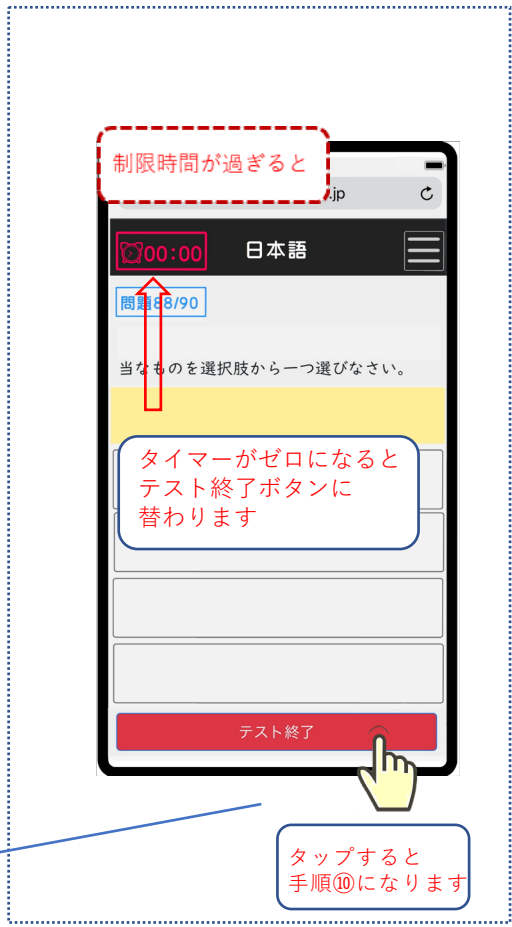 制限時間が過ぎると
.jp
00:00 日本語
問題88/90
当なものを選択肢から一つ選びなさい。
タイマーがゼロになると
テスト終了ボタンに
替わります
テスト終了
タップすると
手順⑩になります